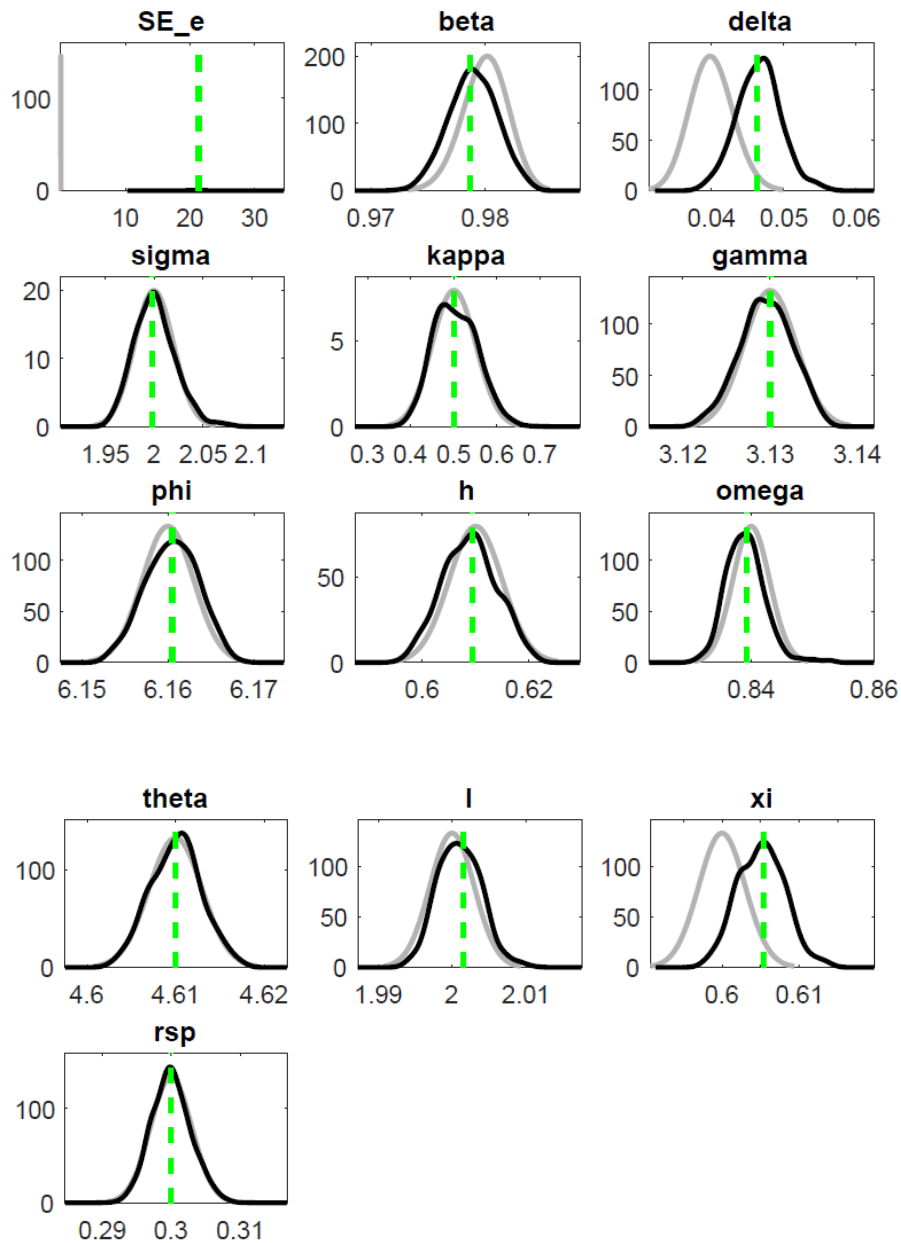 SE_e beta delta
100
0
10 20 30
200
100
0
0.97 0.98
150
100
50
0
0.04 0.05 0.06
sigma kappa gamma
20
10
0
1.95 2 2.05 2.1
5
0
0.3 0.4 0.5 0.6 0.7
100
50
0
3.12 3.13 3.14
phi h omega
100
50
0
6.15 6.16 6.17
50
0
0.6 0.62
100
50
0
0.84 0.86
theta l xi
100
0
4.6 4.61 4.62
100
50
0
1.99 2 2.01
100
50
0
0.6 0.61
rsp
100
0
0.29 0.3 0.31